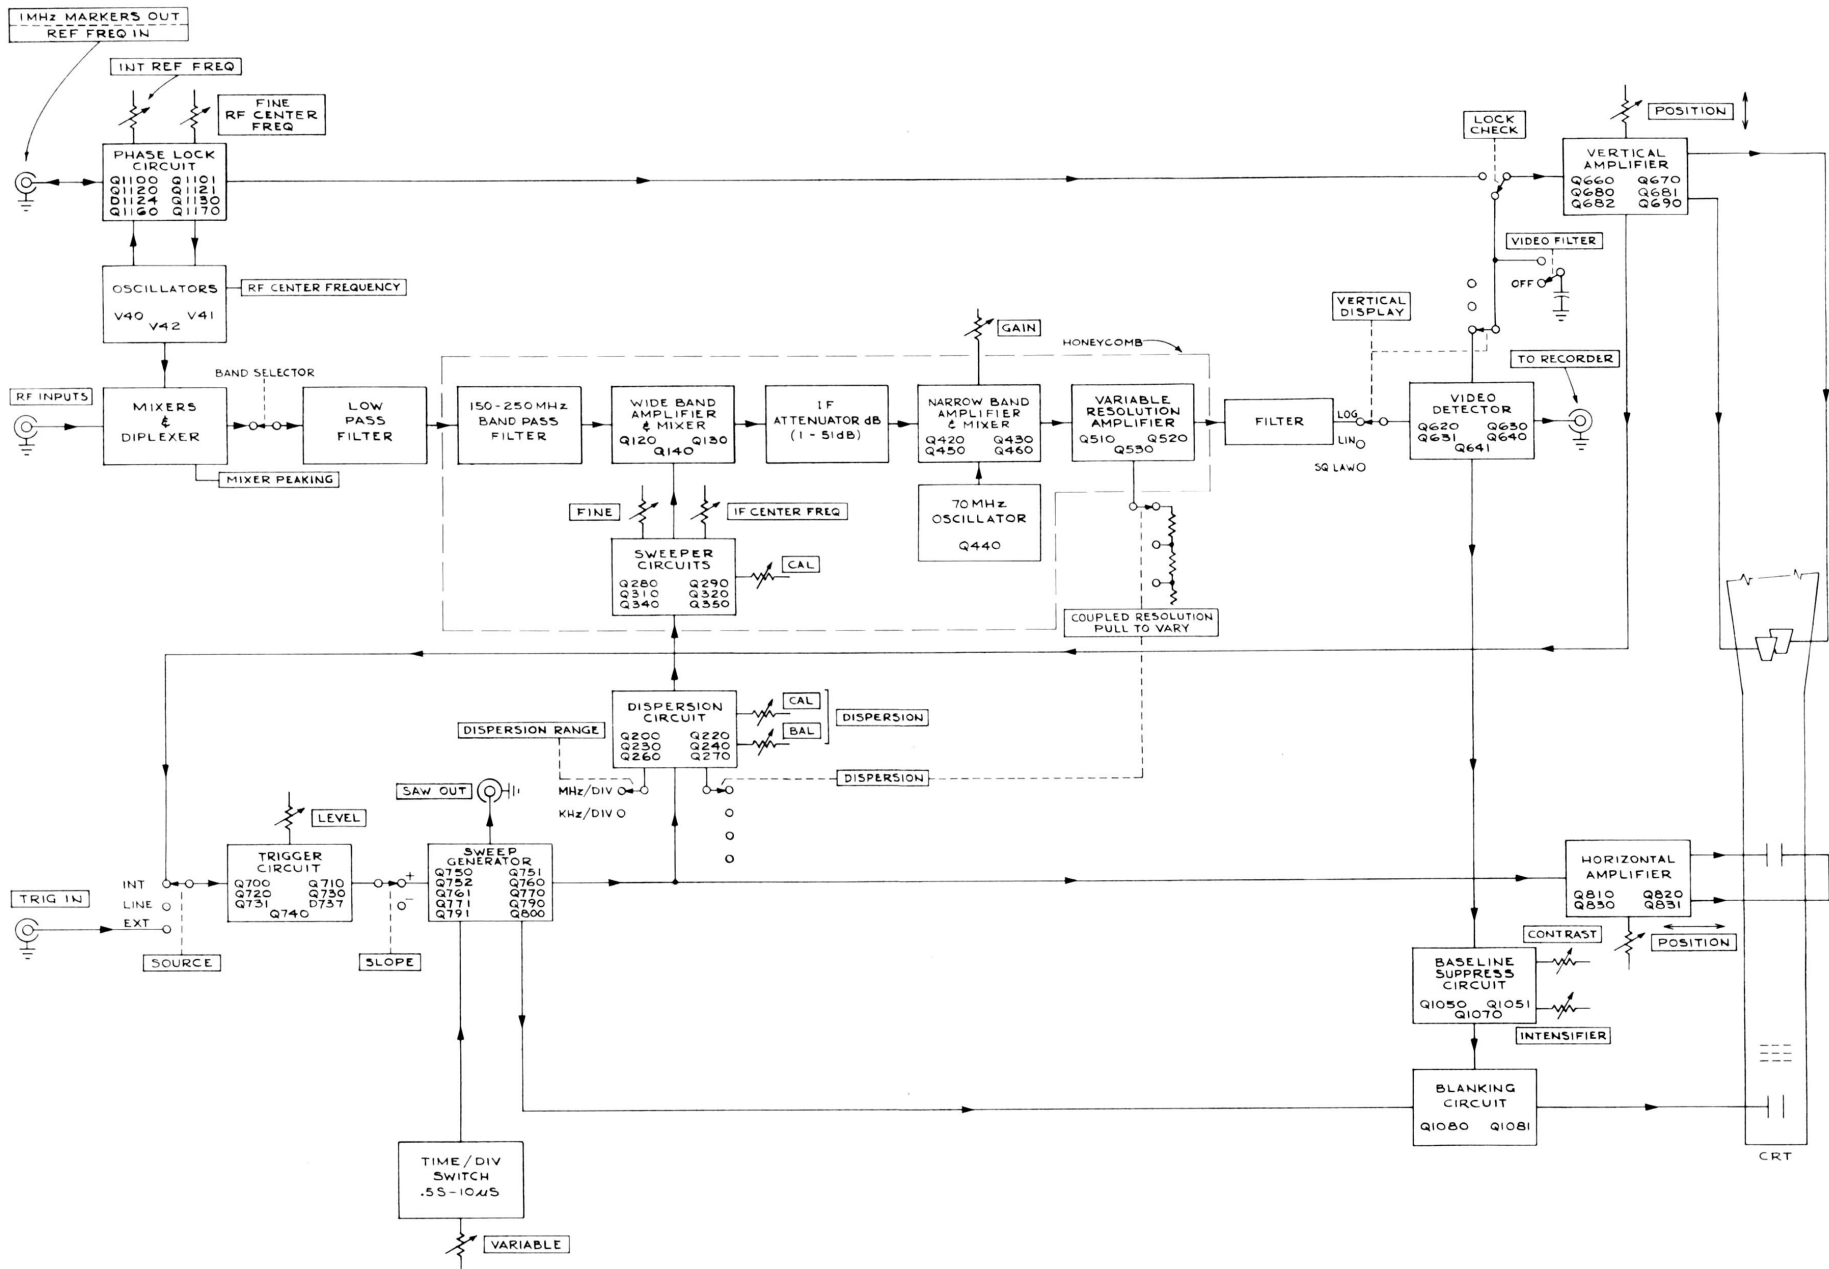 1MHz MARKERS OUT
REF FREQ IN
INT REF FREQ
FINE
RF CENTER
FREQ
PHASE LOCK
CIRCUIT
Q1100 Q1101
Q1120 Q1121
D1124 Q1130
Q1160 Q1170
OSCILLATORS
V40 V41
V42
RF CENTER FREQUENCY
RF INPUTS
MIXERS
&
DIPLEXER
MIXER PEAKING
BAND SELECTOR
LOW
PASS
FILTER
150-250MHz
BAND PASS
FILTER
WIDE BAND
AMPLIFIER
& MIXER
Q120 Q130
Q140
IF
ATTENUATOR dB
(1 - 51dB)
GAIN
NARROW BAND
AMPLIFIER
& MIXER
Q420 Q430
Q450 Q460
70 MHz
OSCILLATOR
Q440
HONEYCOMB
VARIABLE
RESOLUTION
AMPLIFIER
Q510 Q520
Q530
FILTER
LOG
LIN
SQ LAW
VERTICAL
DISPLAY
VIDEO
DETECTOR
Q620 Q630
Q631 Q640
Q641
TO RECORDER
VIDEO FILTER
OFF
LOCK
CHECK
VERTICAL
AMPLIFIER
Q660 Q670
Q680 Q681
Q682 Q690
POSITION
FINE
IF CENTER FREQ
SWEEPER
CIRCUITS
Q280 Q290
Q310 Q320
Q340 Q350
CAL
COUPLED RESOLUTION
PULL TO VARY
DISPERSION
CIRCUIT
Q200 Q220
Q230 Q240
Q260 Q270
CAL
BAL
DISPERSION
DISPERSION RANGE
MHz/DIV
KHz/DIV
DISPERSION
SAW OUT
LEVEL
TRIGGER
CIRCUIT
Q700 Q710
Q720 Q730
Q731 D737
Q740
INT
LINE
EXT
TRIG IN
SOURCE
+
-
SLOPE
SWEEP
GENERATOR
Q750 Q751
Q752 Q760
Q761 Q770
Q771 Q790
Q791 Q800
TIME/DIV
SWITCH
.5S-10µS
VARIABLE
HORIZONTAL
AMPLIFIER
Q810 Q820
Q830 Q831
POSITION
CONTRAST
BASELINE
SUPPRESS
CIRCUIT
Q1050 Q1051
Q1070
INTENSIFIER
BLANKING
CIRCUIT
Q1080 Q1081
CRT